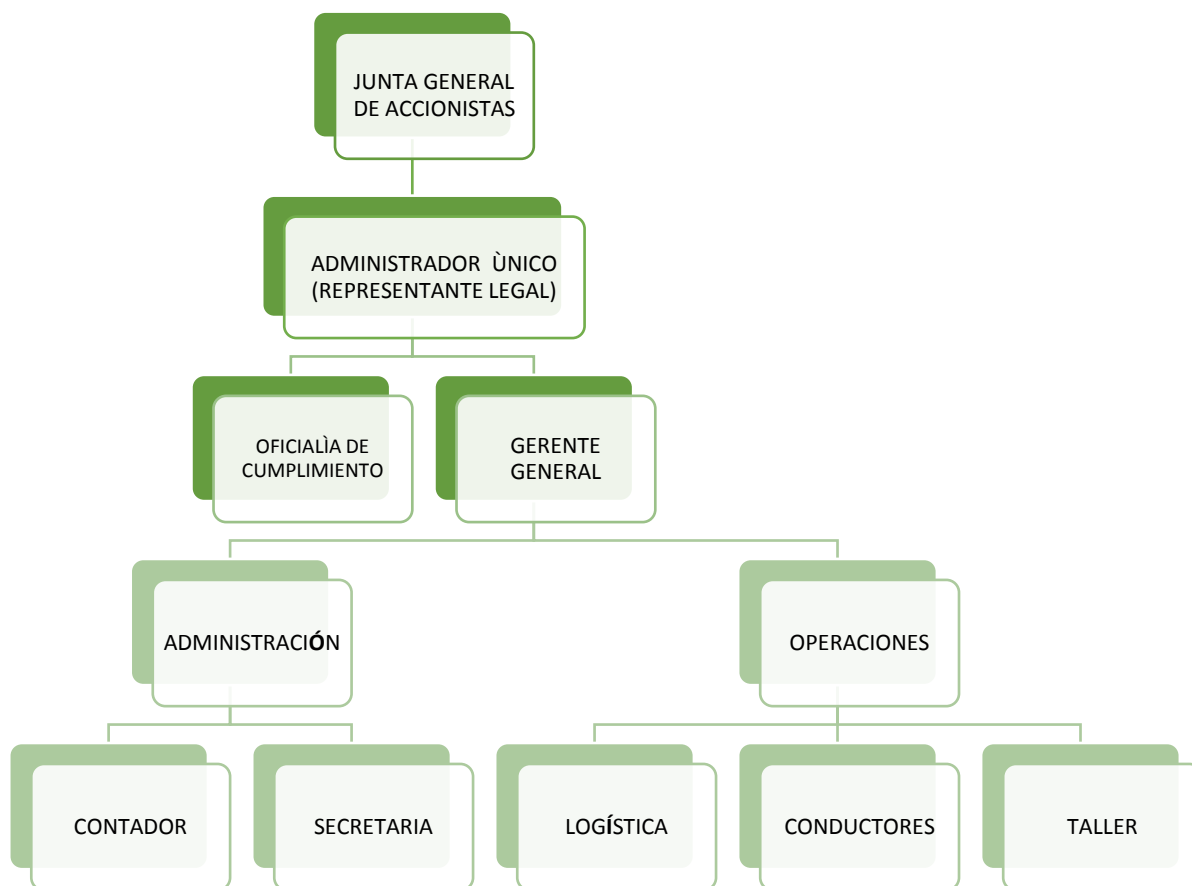 JUNTA GENERAL
DE ACCIONISTAS
ADMINISTRADOR ÙNICO
(REPRESENTANTE LEGAL)
OFICIALÌA DE
CUMPLIMIENTO
GERENTE
GENERAL
ADMINISTRACIÓN
OPERACIONES
CONTADOR
SECRETARIA
LOGÍSTICA
CONDUCTORES
TALLER